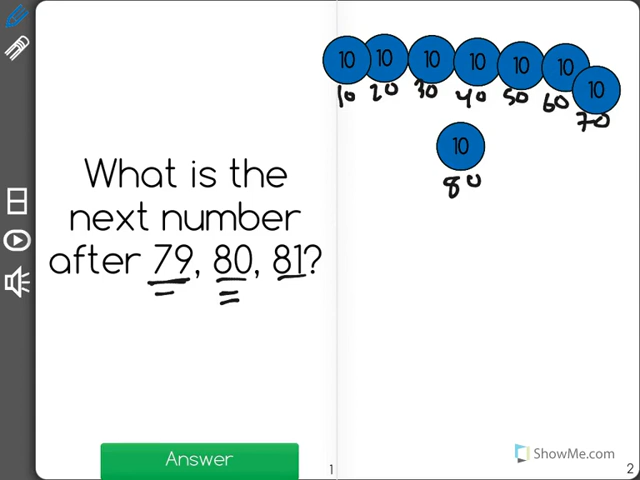 10 10 10 10 10 10 10
10 20 30 40 50 60 70
10
80
What is the
next number
after 79, 80, 81?
Answer
1
ShowMe.com
2